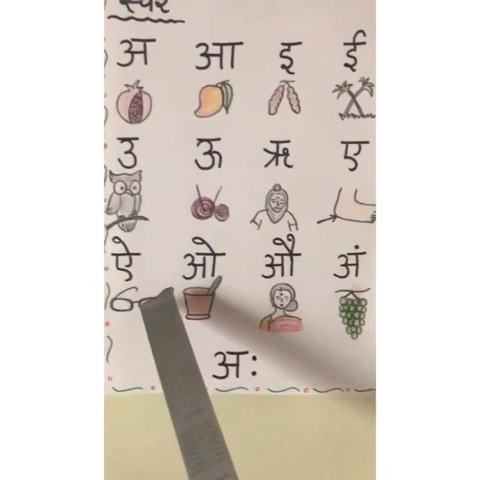 स्वर
अ आ इ ई
उ ऊ ऋ ए
ऐ ओ औ अं
अः